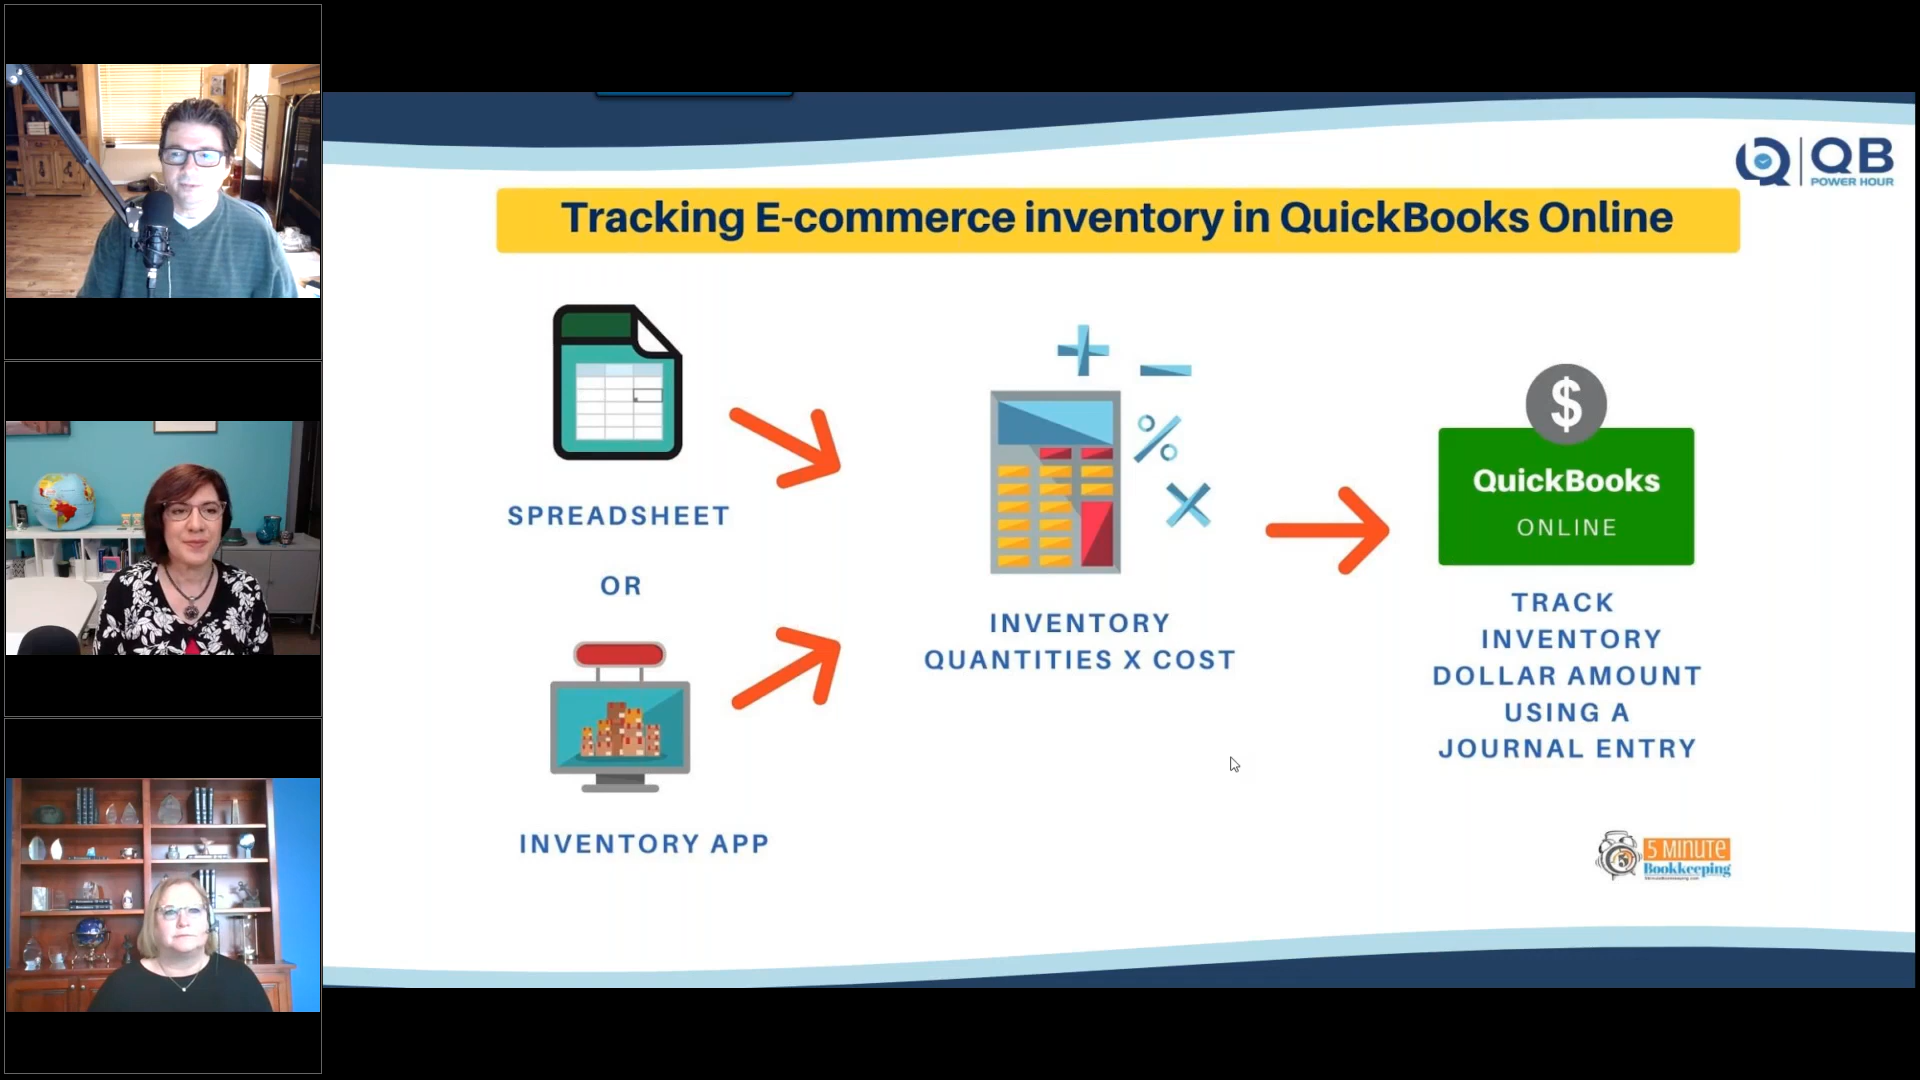 QB
POWER HOUR
Tracking E-commerce inventory in QuickBooks Online
SPREADSHEET
OR
INVENTORY APP
INVENTORY
QUANTITIES X COST
$
QuickBooks
ONLINE
TRACK
INVENTORY
DOLLAR AMOUNT
USING A
JOURNAL ENTRY
5 MINUTE
Bookkeeping